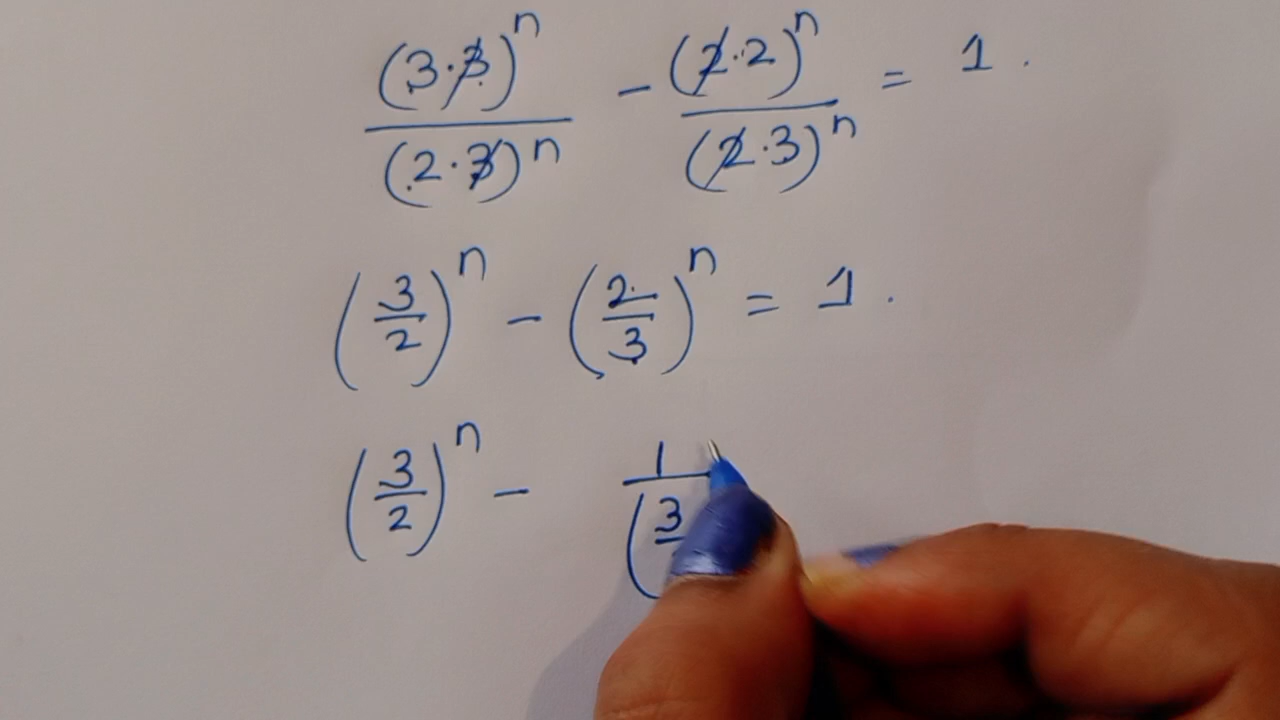 (3·3)^n / (2·3)^n - (2·2)^n / (2·3)^n = 1.
(3/2)^n - (2/3)^n = 1.
(3/2)^n - 1/(3